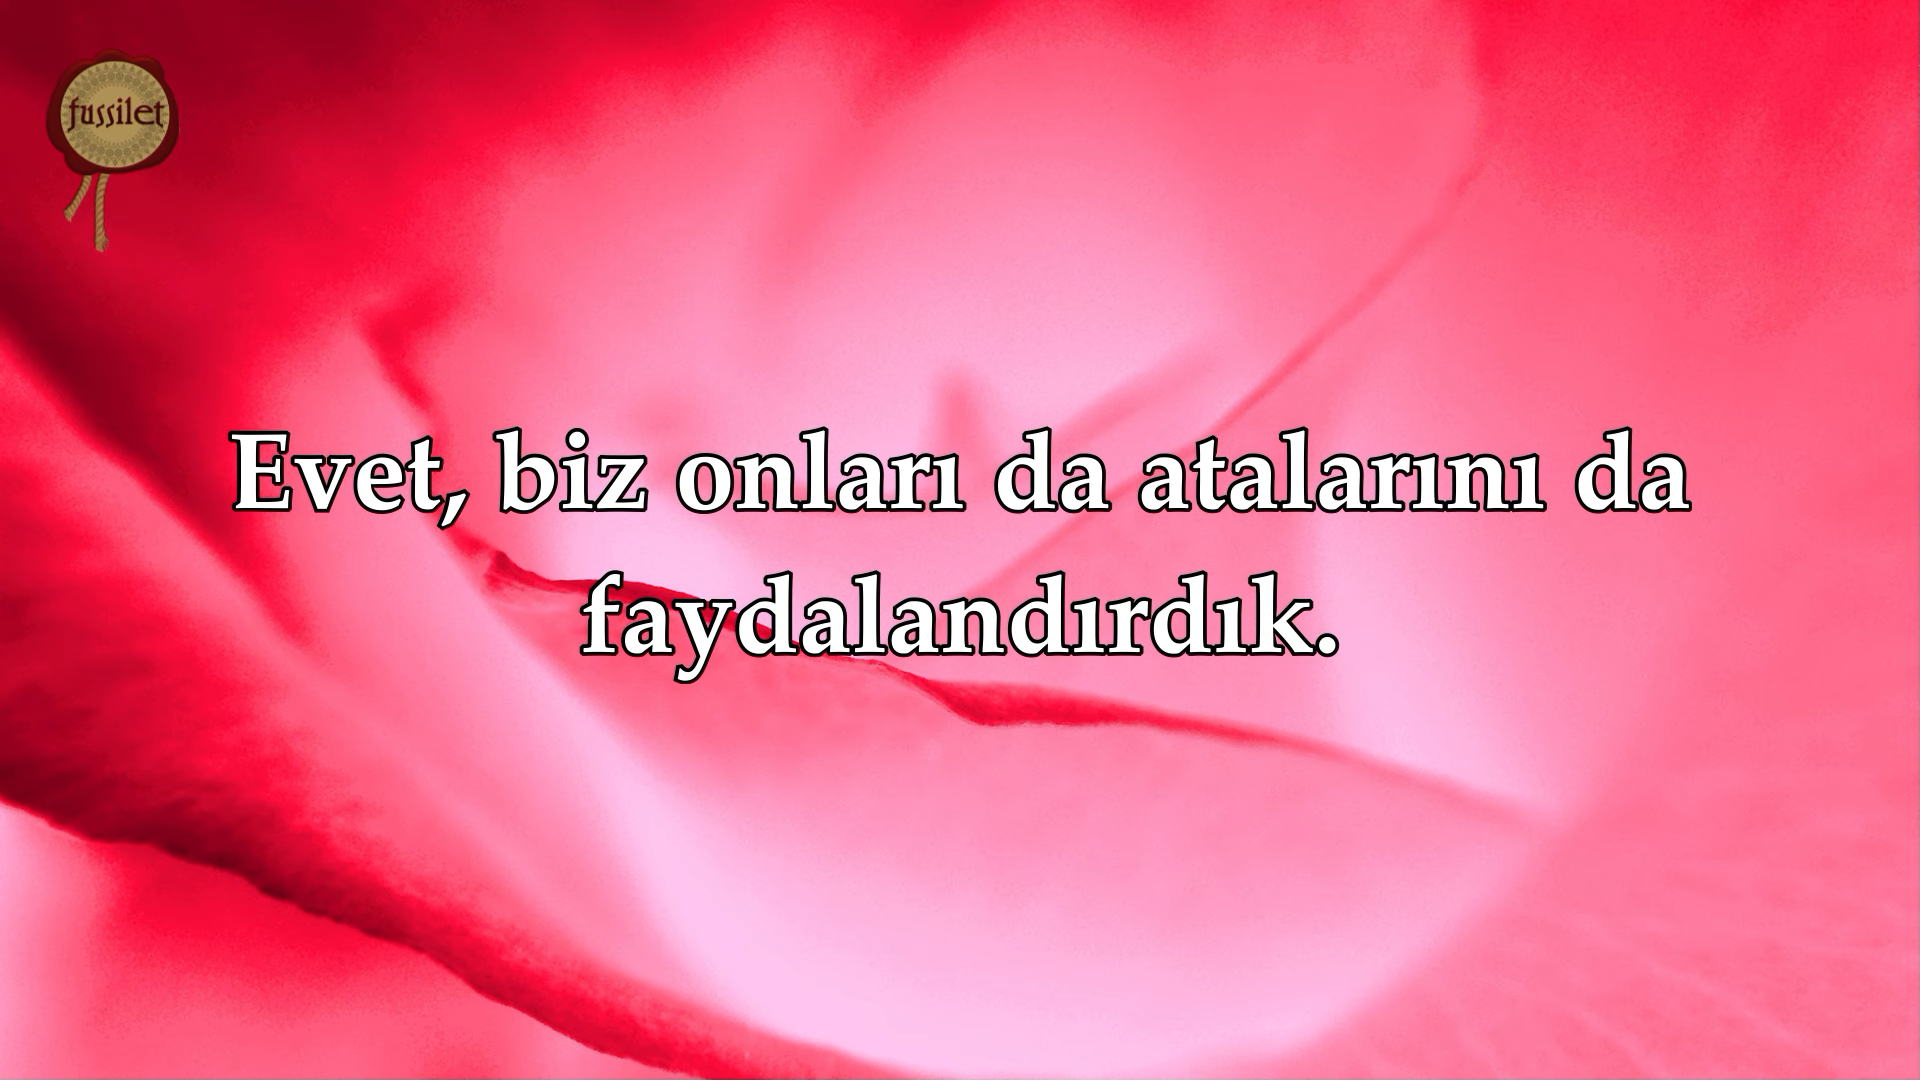 fussilet
Evet, biz onları da atalarını da
faydalandırdık.